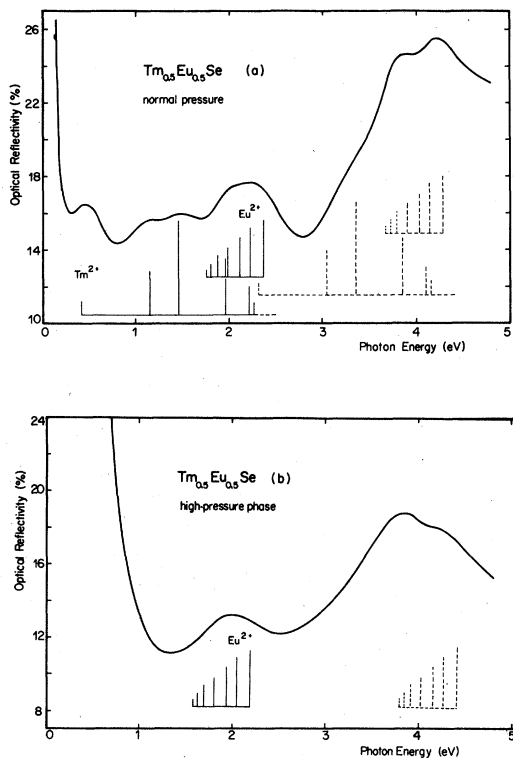 Tm0.5Eu0.5Se (a)
normal pressure
Optical Reflectivity (%)
26
22
18
14
10
Eu2+
Tm2+
0 1 2 3 4 5
Photon Energy (eV)
Tm0.5Eu0.5Se (b)
high-pressure phase
Optical Reflectivity (%)
24
20
16
12
8
Eu2+
0 1 2 3 4 5
Photon Energy (eV)